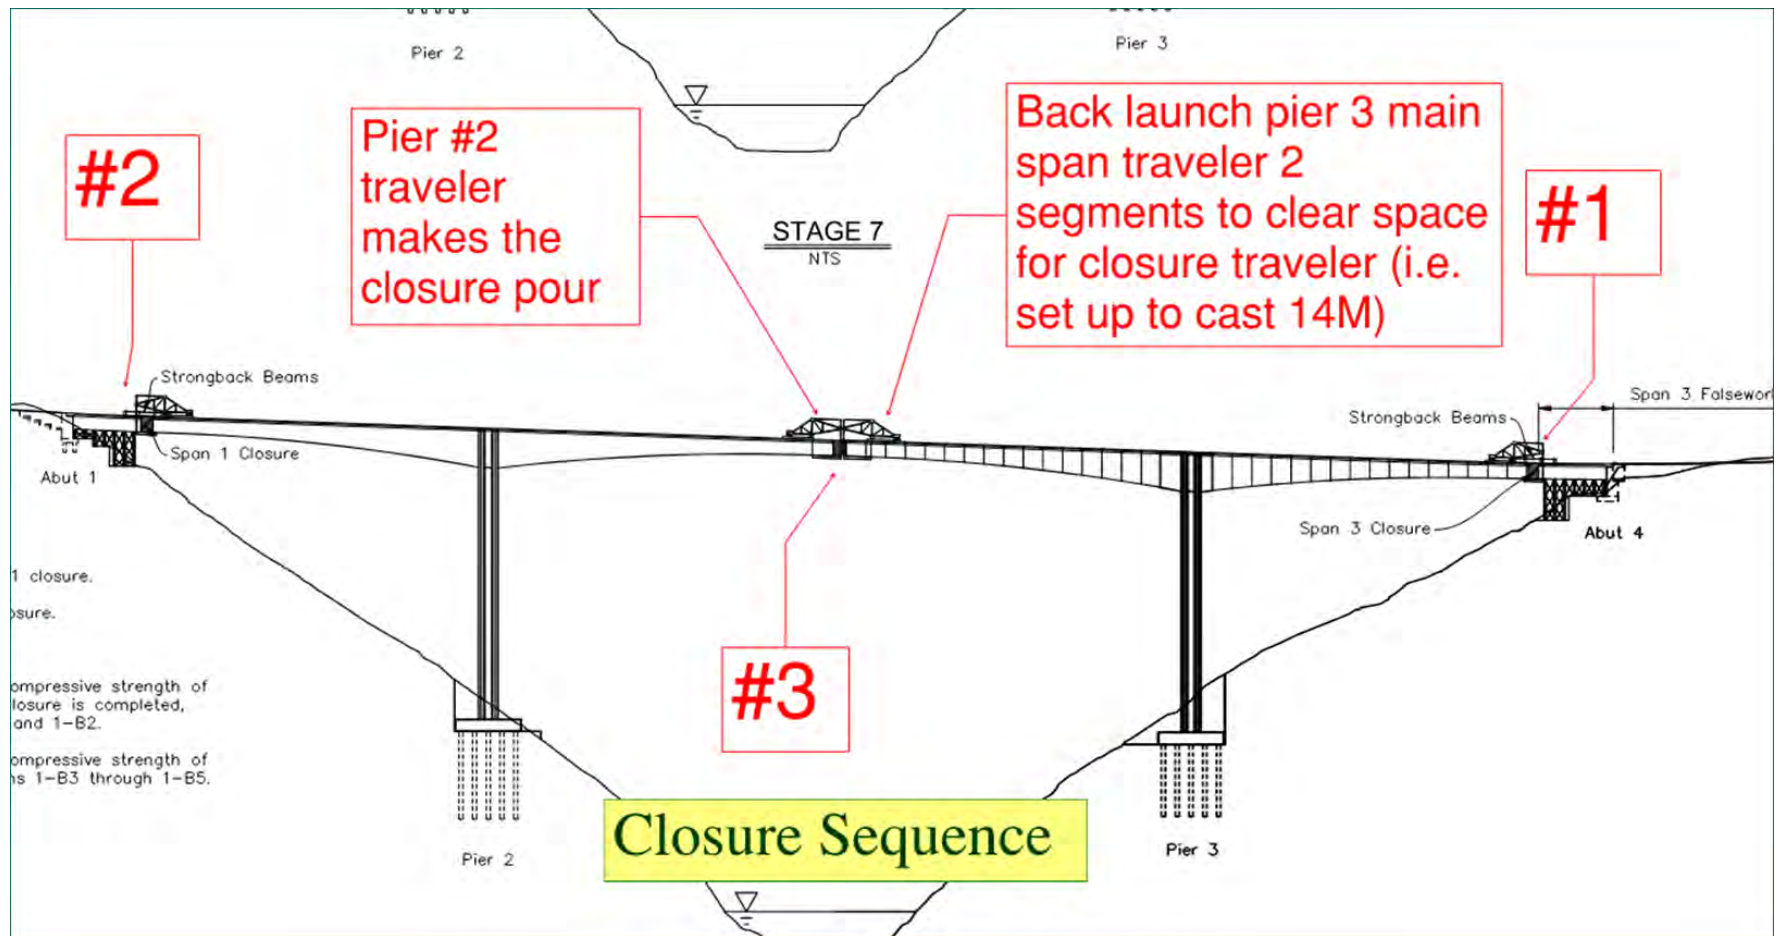 Pier 2
Pier 3
#2
Pier #2
traveler
makes the
closure pour
STAGE 7
NTS
Back launch pier 3 main
span traveler 2
segments to clear space
for closure traveler (i.e.
set up to cast 14M)
#1
Strongback Beams
Span 1 Closure
Abut 1
Strongback Beams
Span 3 Falsework
Span 3 Closure
Abut 4
1 closure.
osure.
#3
ompressive strength of
losure is completed,
and 1-B2.
ompressive strength of
ns 1-B3 through 1-B5.
Closure Sequence
Pier 2
Pier 3